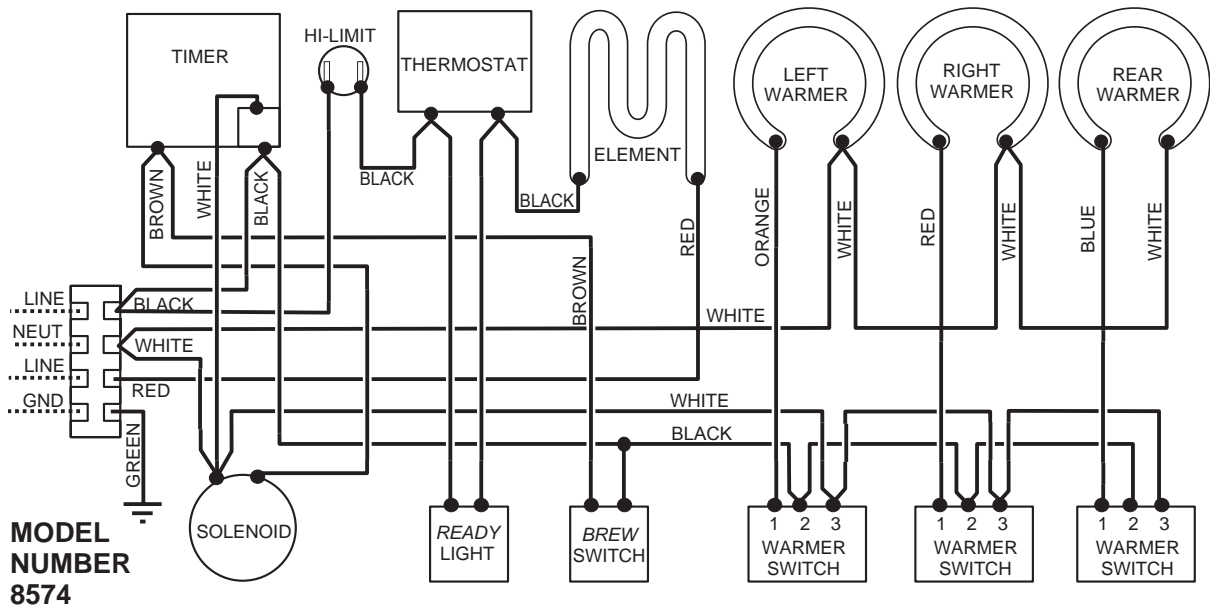 TIMER
HI-LIMIT
THERMOSTAT
ELEMENT
LEFT
WARMER
RIGHT
WARMER
REAR
WARMER
BROWN
WHITE
BLACK
BLACK
BLACK
RED
ORANGE
WHITE
RED
WHITE
BLUE
WHITE
BROWN
LINE
BLACK
WHITE
NEUT
WHITE
LINE
RED
GND
WHITE
BLACK
GREEN
SOLENOID
READY
LIGHT
BREW
SWITCH
1 2 3
WARMER
SWITCH
1 2 3
WARMER
SWITCH
1 2 3
WARMER
SWITCH
MODEL
NUMBER
8574